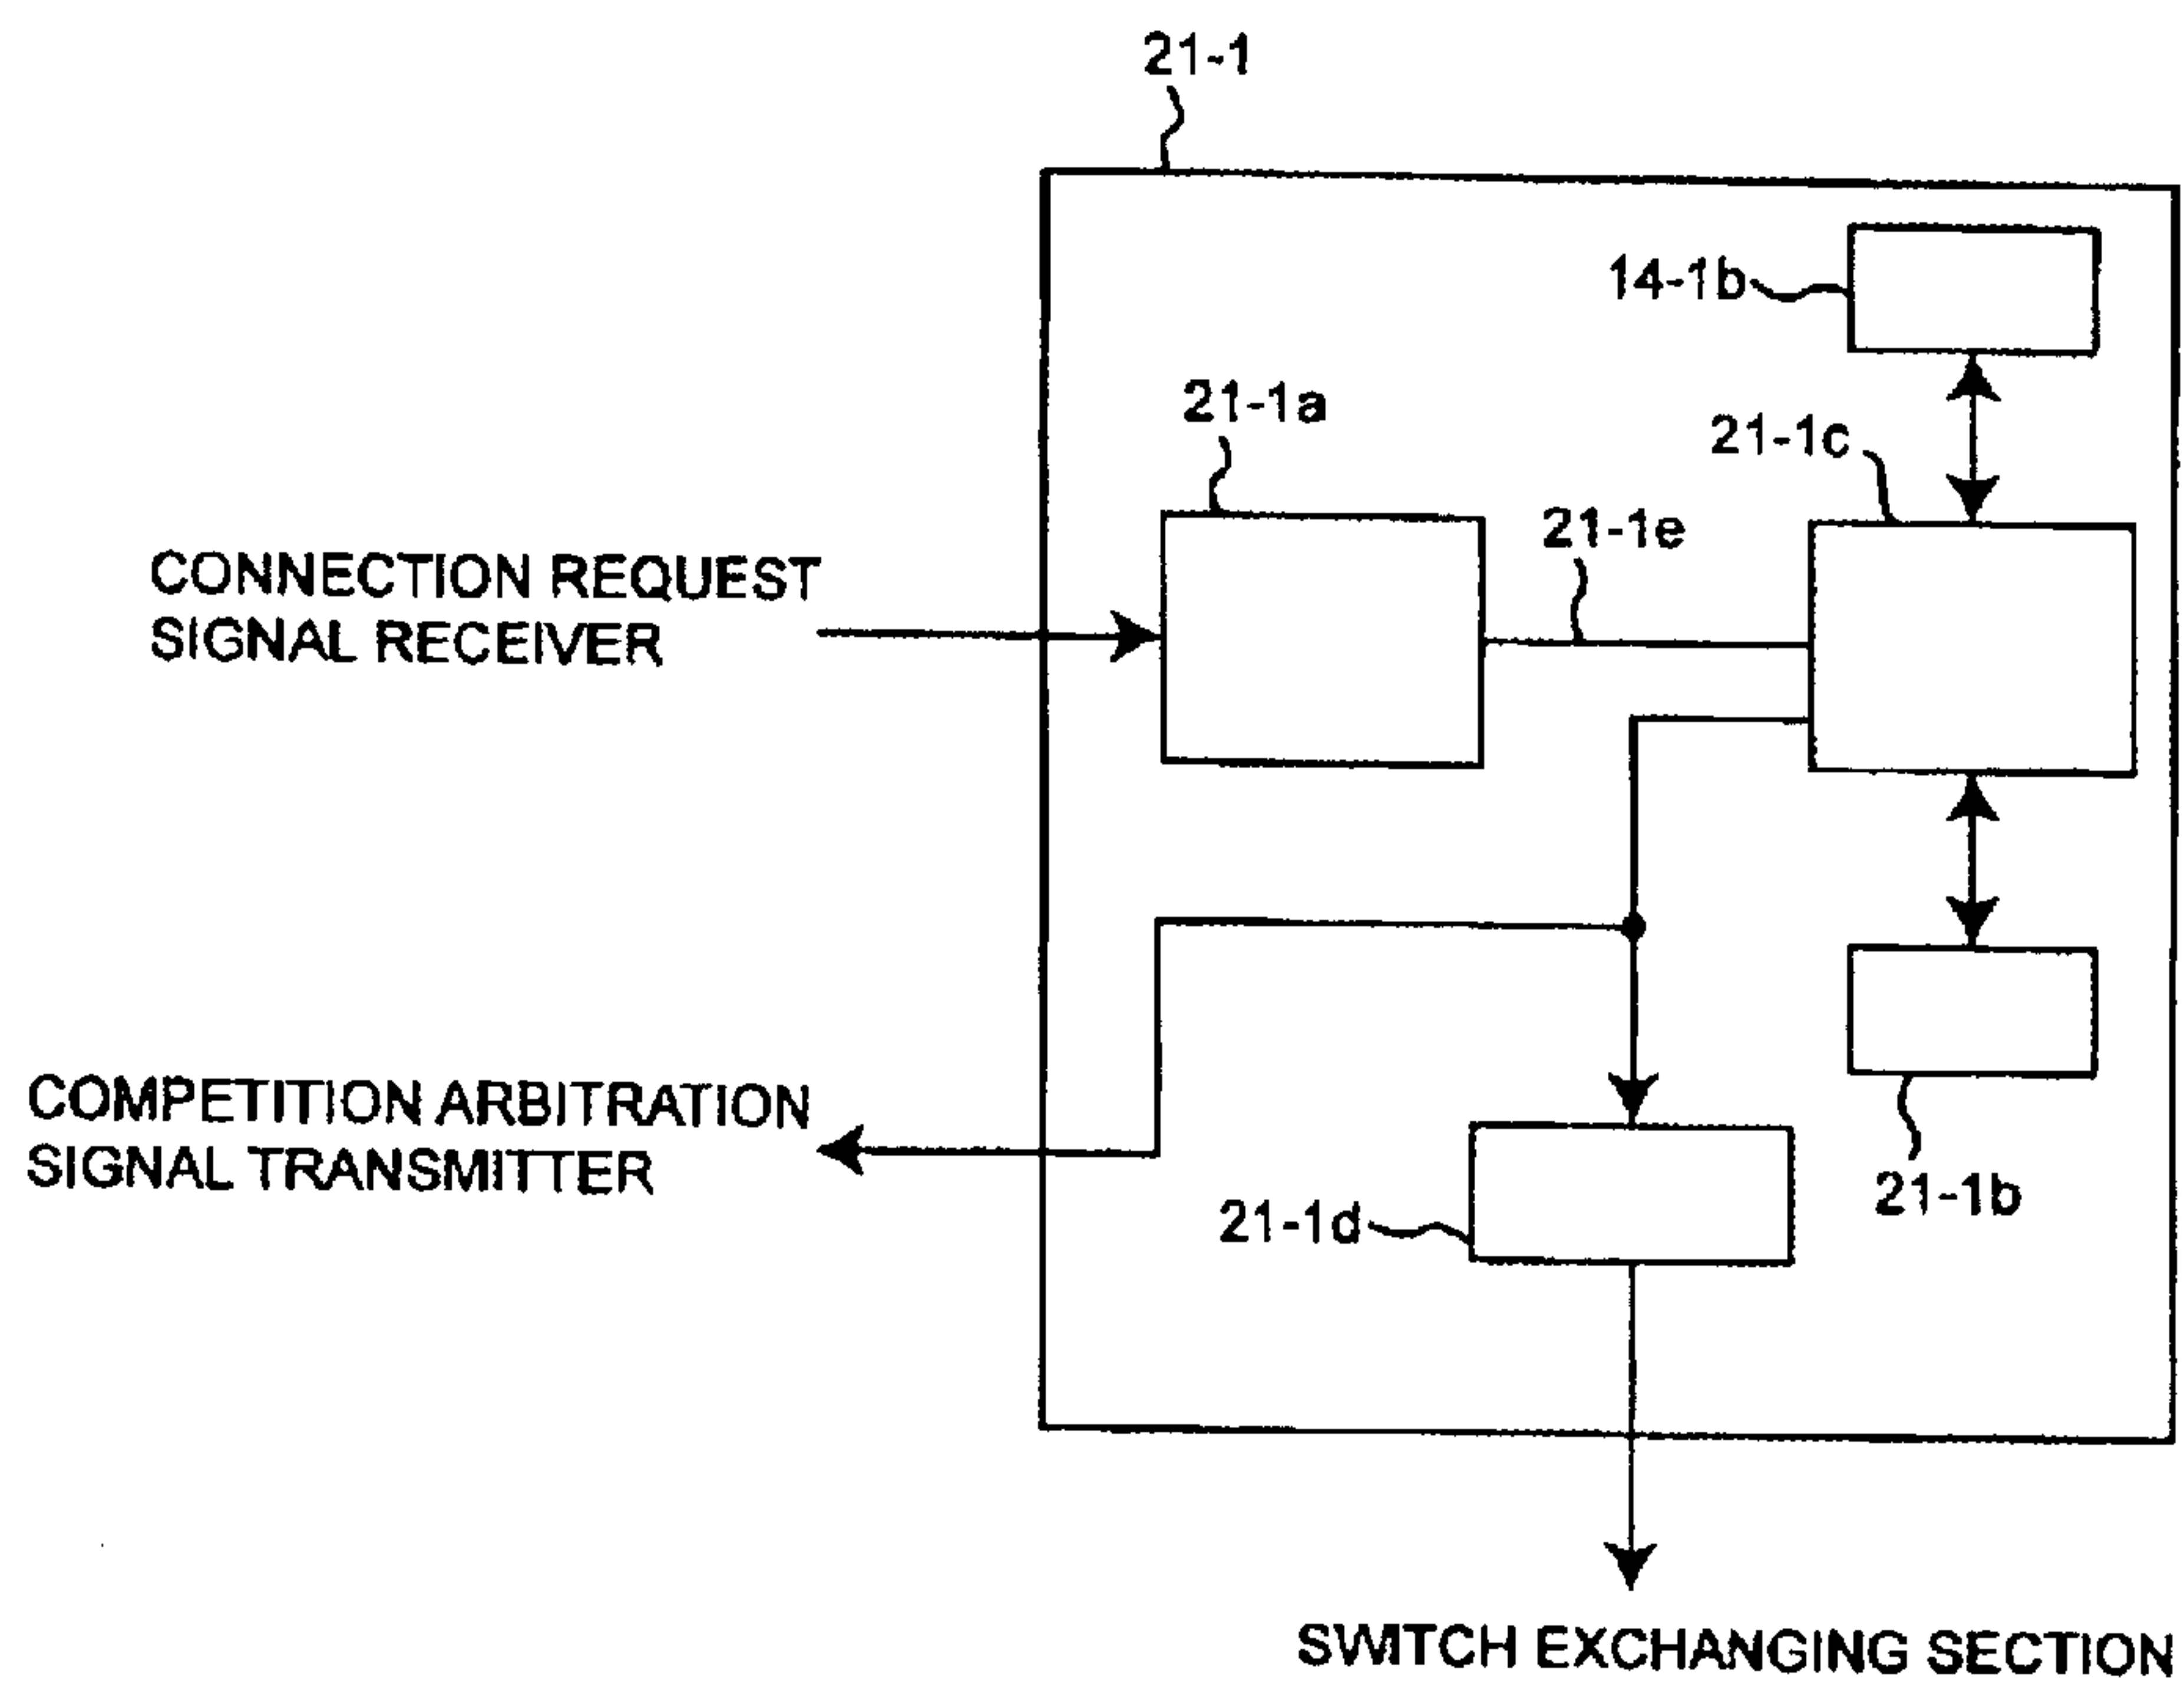 21-1
14-1b
21-1a
21-1c
21-1e
CONNECTION REQUEST
SIGNAL RECEIVER
COMPETITION ARBITRATION
SIGNAL TRANSMITTER
21-1d
21-1b
SWITCH EXCHANGING SECTION